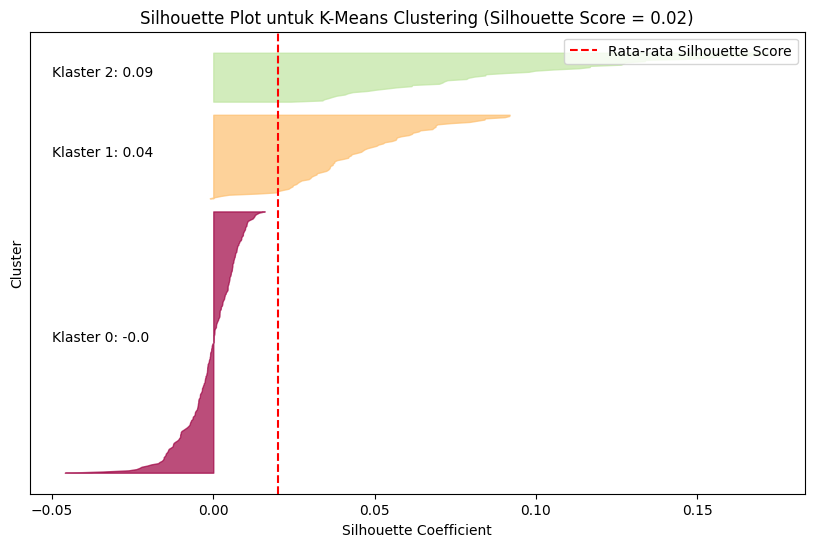 Silhouette Plot untuk K-Means Clustering (Silhouette Score = 0.02)
Rata-rata Silhouette Score
Klaster 2: 0.09
Klaster 1: 0.04
Klaster 0: -0.0
Cluster
−0.05 0.00 0.05 0.10 0.15
Silhouette Coefficient